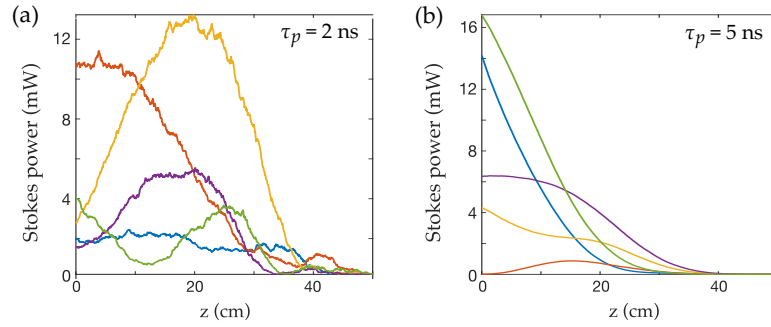 (a)
τp = 2 ns
Stokes power (mW)
12
8
4
0
0
20
40
z (cm)
(b)
τp = 5 ns
Stokes power (mW)
16
12
8
4
0
0
20
40
z (cm)